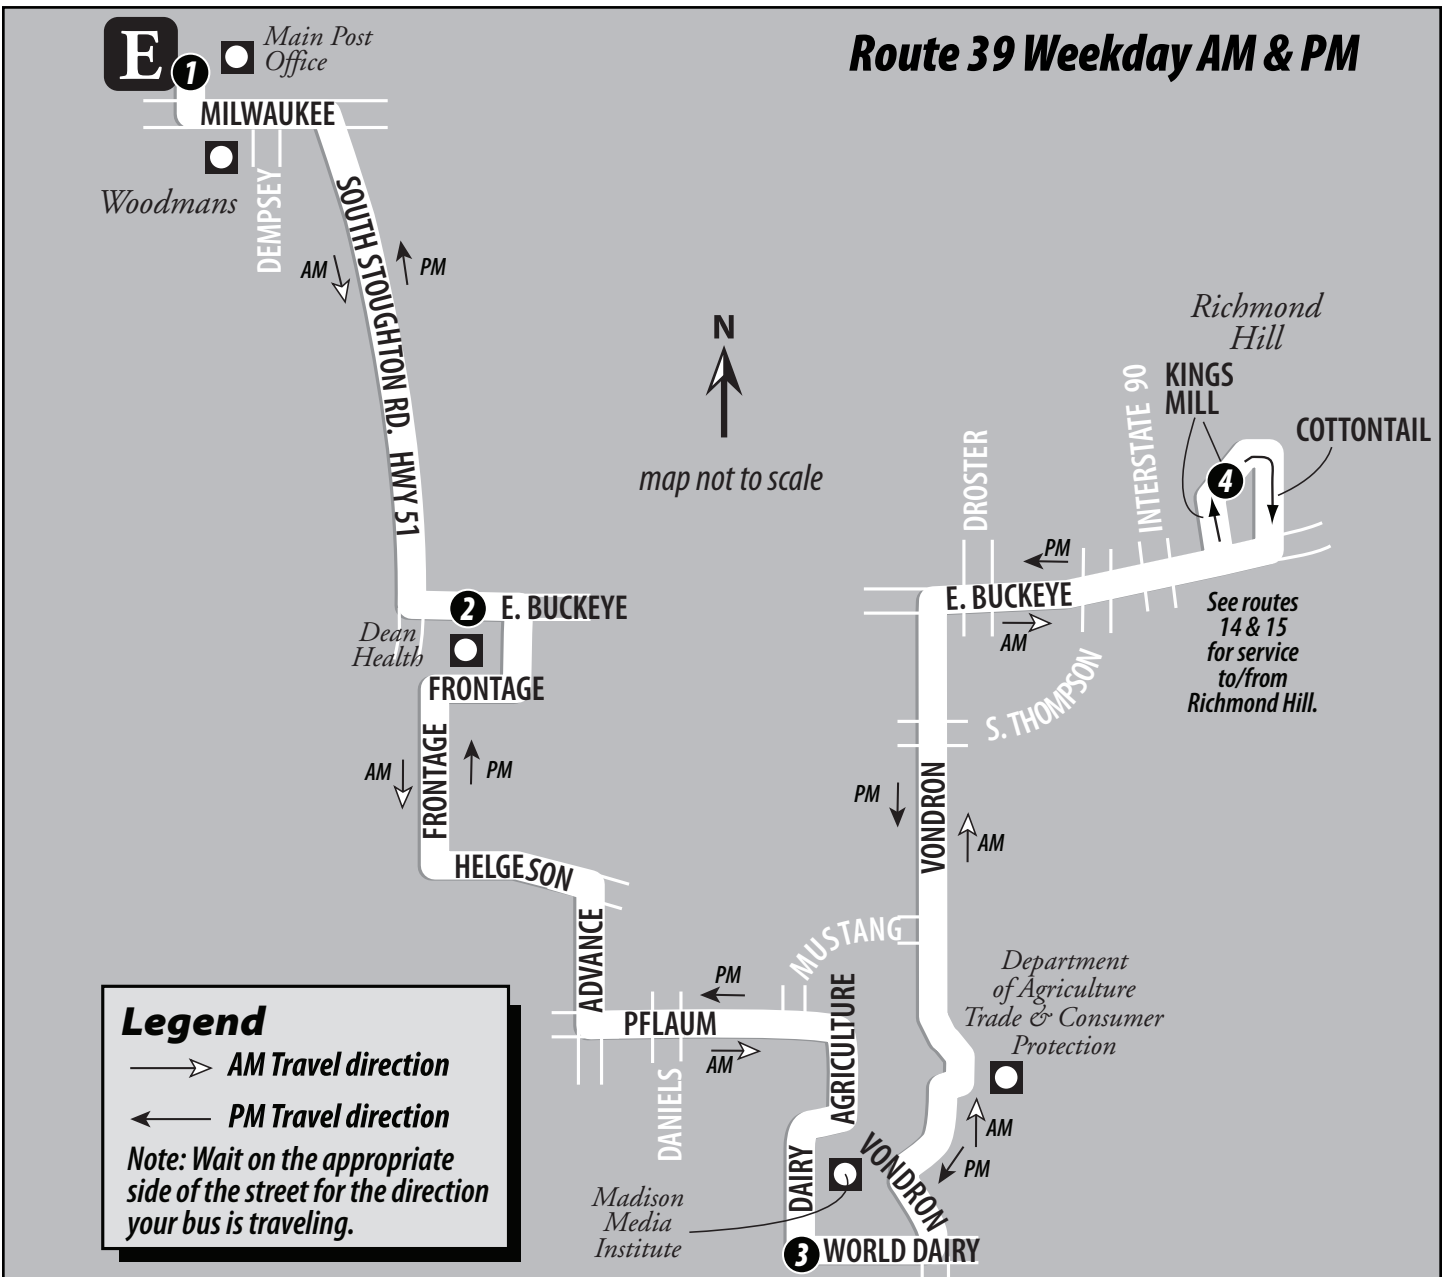 Route 39 Weekday AM & PM
E
1
Main Post
Office
MILWAUKEE
Woodmans
DEMPSEY
SOUTH STOUGHTON RD. HWY 51
AM
PM
N
map not to scale
Richmond
Hill
KINGS
MILL
COTTONTAIL
4
INTERSTATE 90
DROSTER
PM
E. BUCKEYE
AM
See routes
14 & 15
for service
to/from
Richmond Hill.
S. THOMPSON
2
E. BUCKEYE
Dean
Health
FRONTAGE
FRONTAGE
AM
PM
HELGESON
ADVANCE
PM
VONDRON
AM
MUSTANG
PM
PFLAUM
AM
DANIELS
AGRICULTURE
Department
of Agriculture
Trade & Consumer
Protection
AM
PM
VONDRON
DAIRY
Madison
Media
Institute
3
WORLD DAIRY
Legend
AM Travel direction
PM Travel direction
Note: Wait on the appropriate
side of the street for the direction
your bus is traveling.